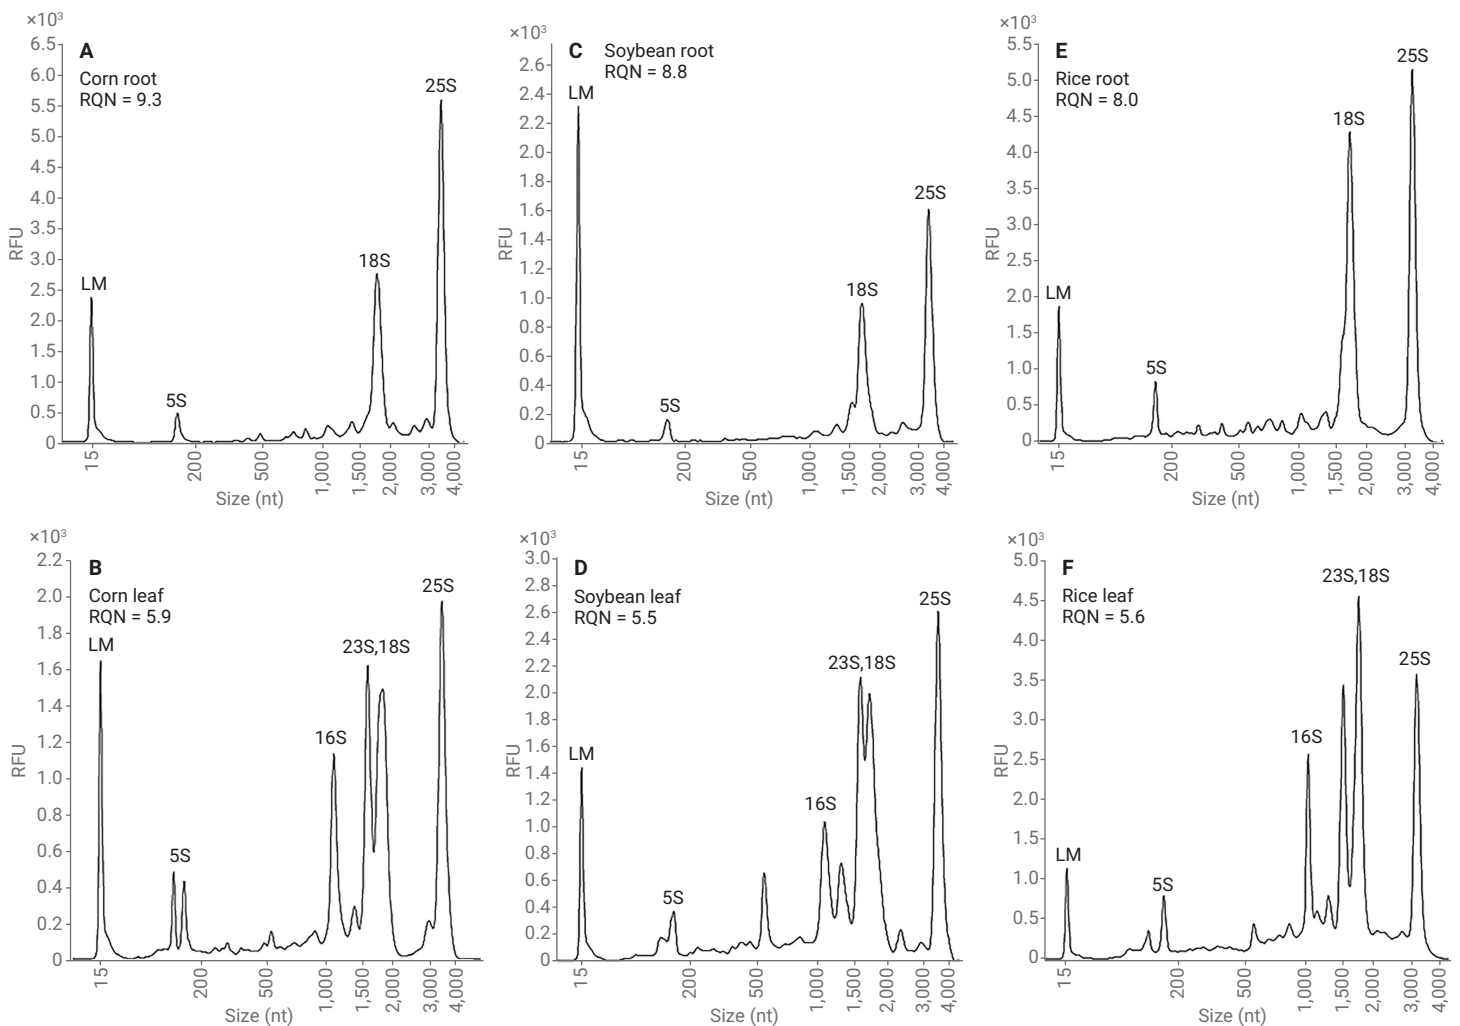 ×10³
6.5
6.0
5.5
5.0
4.5
4.0
3.5
3.0
2.5
2.0
1.5
1.0
0.5
0
RFU
A
Corn root
RQN = 9.3
LM
5S
18S
25S
15
200
500
1,000
1,500
2,000
3,000
4,000
Size (nt)
×10³
2.6
2.4
2.2
2.0
1.8
1.6
1.4
1.2
1.0
0.8
0.6
0.4
0.2
0
RFU
C
Soybean root
RQN = 8.8
LM
5S
18S
25S
15
200
500
1,000
1,500
2,000
3,000
4,000
Size (nt)
×10³
5.5
5.0
4.5
4.0
3.5
3.0
2.5
2.0
1.5
1.0
0.5
0
RFU
E
Rice root
RQN = 8.0
LM
5S
18S
25S
15
200
500
1,000
1,500
2,000
3,000
4,000
Size (nt)
×10³
2.2
2.0
1.8
1.6
1.4
1.2
1.0
0.8
0.6
0.4
0.2
0
RFU
B
Corn leaf
RQN = 5.9
LM
5S
16S
23S,18S
25S
15
200
500
1,000
1,500
2,000
3,000
4,000
Size (nt)
×10³
3.0
2.8
2.6
2.4
2.2
2.0
1.8
1.6
1.4
1.2
1.0
0.8
0.6
0.4
0.2
0
RFU
D
Soybean leaf
RQN = 5.5
LM
5S
16S
23S,18S
25S
15
200
500
1,000
1,500
2,000
3,000
4,000
Size (nt)
×10³
5.0
4.5
4.0
3.5
3.0
2.5
2.0
1.5
1.0
0.5
0
RFU
F
Rice leaf
RQN = 5.6
LM
5S
16S
23S,18S
25S
15
20
500
1,000
1,500
2,000
3,000
4,000
Size (nt)